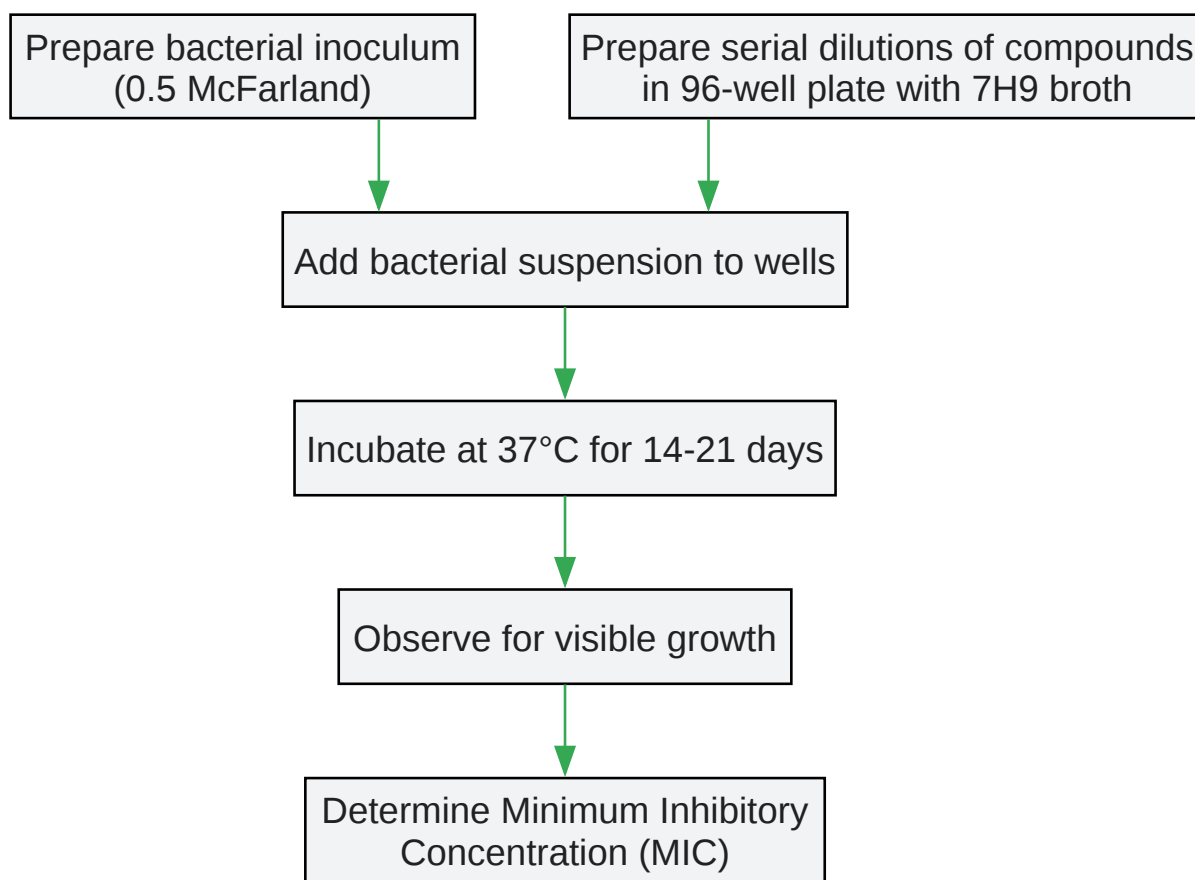 Prepare bacterial inoculum
(0.5 McFarland)
Prepare serial dilutions of compounds
in 96-well plate with 7H9 broth
Add bacterial suspension to wells
Incubate at 37°C for 14-21 days
Observe for visible growth
Determine Minimum Inhibitory
Concentration (MIC)